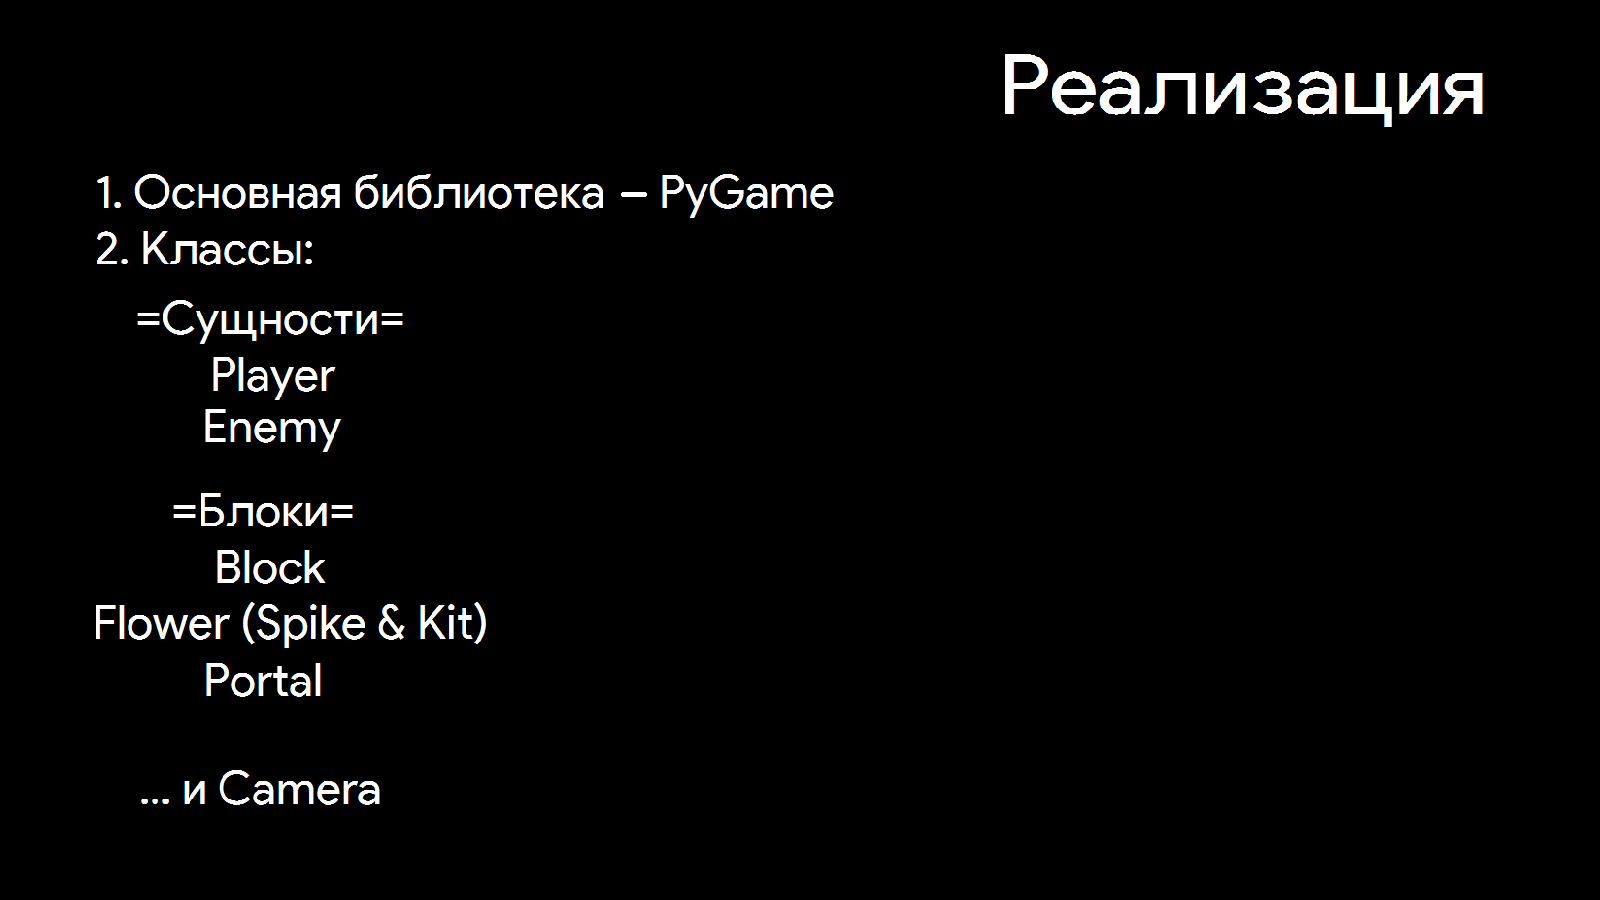 Реализация
1. Основная библиотека – PyGame
2. Классы:
=Сущности=
Player
Enemy
=Блоки=
Block
Flower (Spike & Kit)
Portal
... и Camera